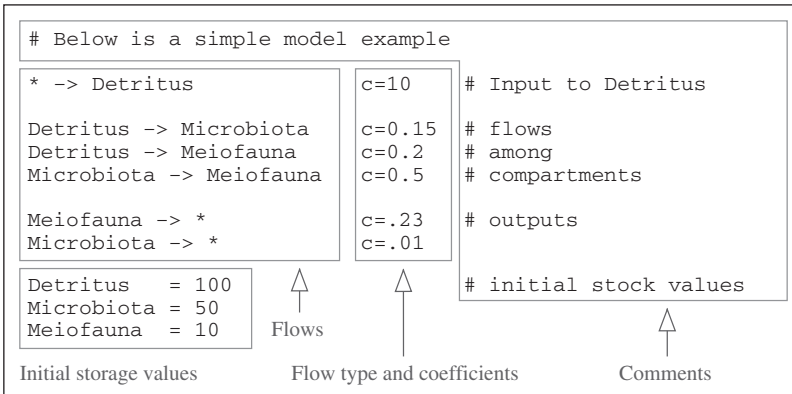 # Below is a simple model example
* -> Detritus c=10 # Input to Detritus
Detritus -> Microbiota c=0.15 # flows
Detritus -> Meiofauna c=0.2 # among
Microbiota -> Meiofauna c=0.5 # compartments
Meiofauna -> * c=.23 # outputs
Microbiota -> * c=.01
Detritus = 100 # initial stock values
Microbiota = 50
Meiofauna = 10
Flows
Initial storage values Flow type and coefficients Comments